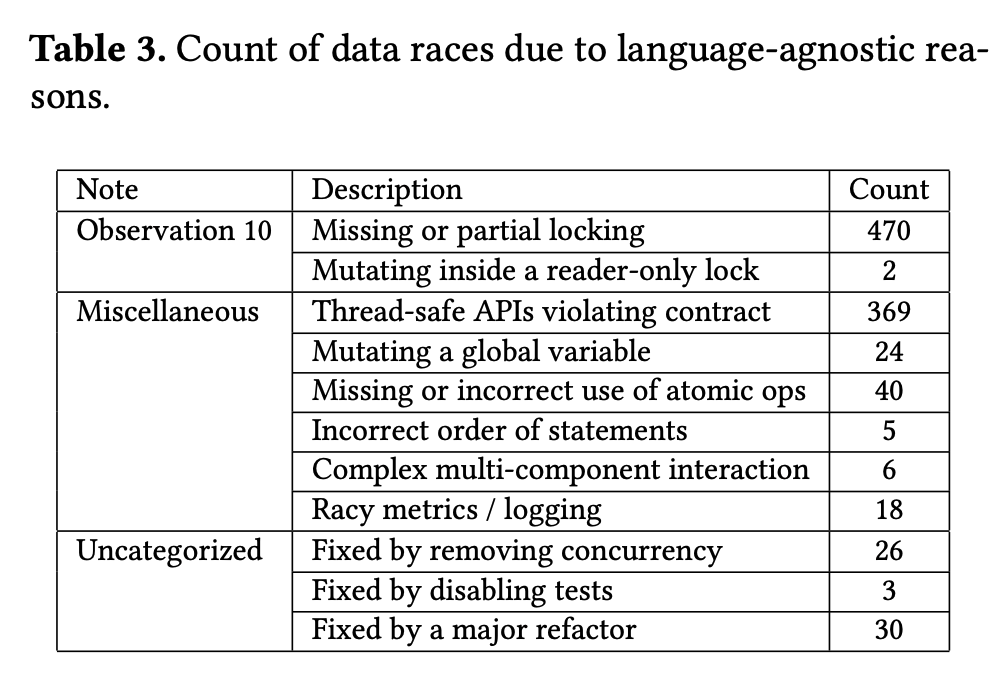 Table 3. Count of data races due to language-agnostic rea-
sons.
Note Description Count
Observation 10 Missing or partial locking 470
Mutating inside a reader-only lock 2
Miscellaneous Thread-safe APIs violating contract 369
Mutating a global variable 24
Missing or incorrect use of atomic ops 40
Incorrect order of statements 5
Complex multi-component interaction 6
Racy metrics / logging 18
Uncategorized Fixed by removing concurrency 26
Fixed by disabling tests 3
Fixed by a major refactor 30